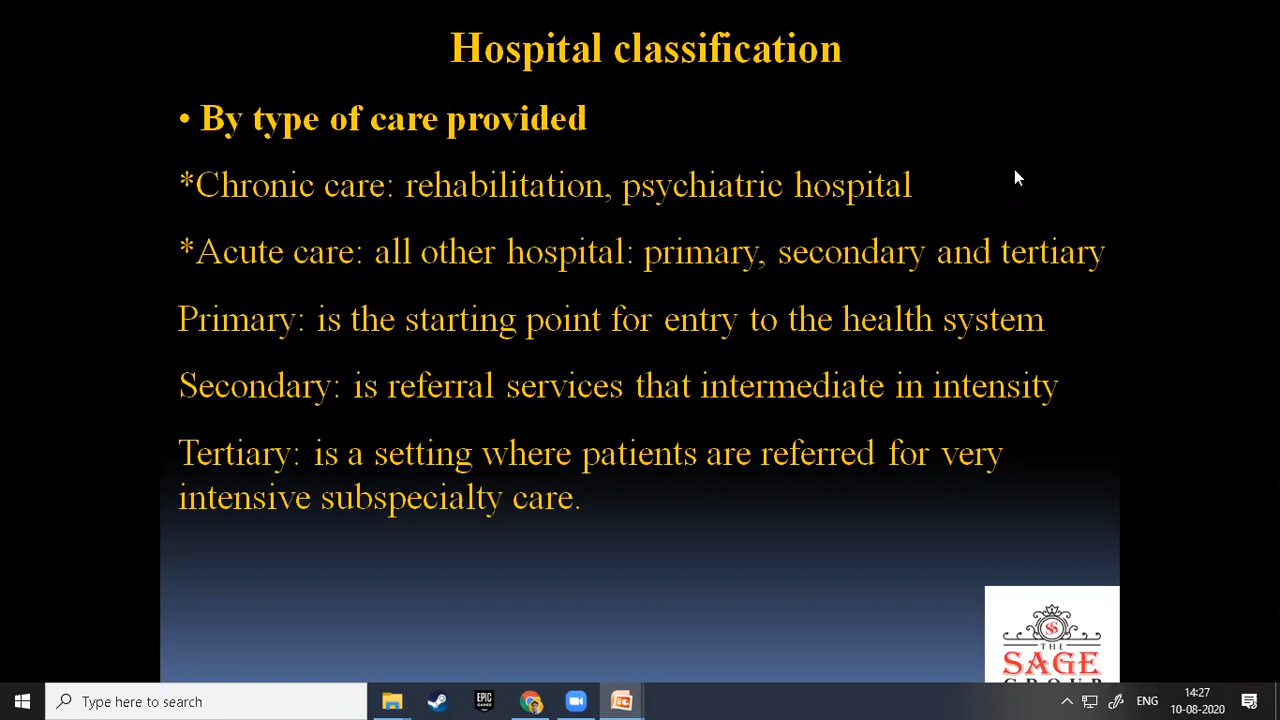 Hospital classification
• By type of care provided
*Chronic care: rehabilitation, psychiatric hospital
*Acute care: all other hospital: primary, secondary and tertiary
Primary: is the starting point for entry to the health system
Secondary: is referral services that intermediate in intensity
Tertiary: is a setting where patients are referred for very
intensive subspecialty care.
THE
SAGE
GROUP
Type here to search
EPIC
GAMES
ENG
14:27
10-08-2020